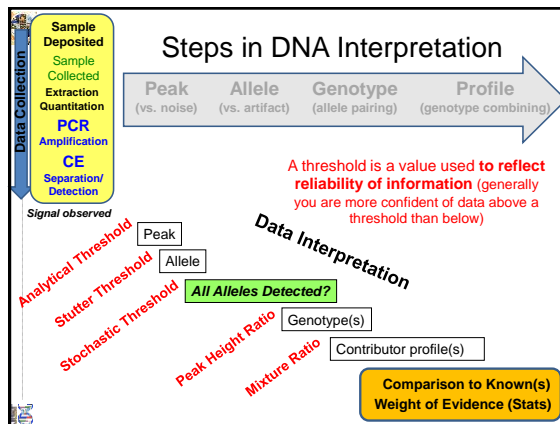 Steps in DNA Interpretation
Data Collection
Sample
Deposited
Sample
Collected
Extraction
Quantitation
PCR
Amplification
CE
Separation/
Detection
Signal observed
Peak
(vs. noise)
Allele
(vs. artifact)
Genotype
(allele pairing)
Profile
(genotype combining)
A threshold is a value used to reflect
reliability of information (generally
you are more confident of data above a
threshold than below)
Data Interpretation
Analytical Threshold
Peak
Stutter Threshold
Allele
Stochastic Threshold
All Alleles Detected?
Peak Height Ratio
Genotype(s)
Mixture Ratio
Contributor profile(s)
Comparison to Known(s)
Weight of Evidence (Stats)